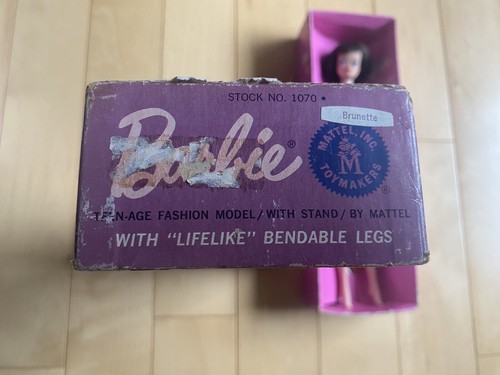 STOCK NO. 1070 •
Brunette
Barbie®
MATTEL, INC. TOYMAKERS
M
®
TEEN-AGE FASHION MODEL / WITH STAND / BY MATTEL
WITH "LIFELIKE" BENDABLE LEGS